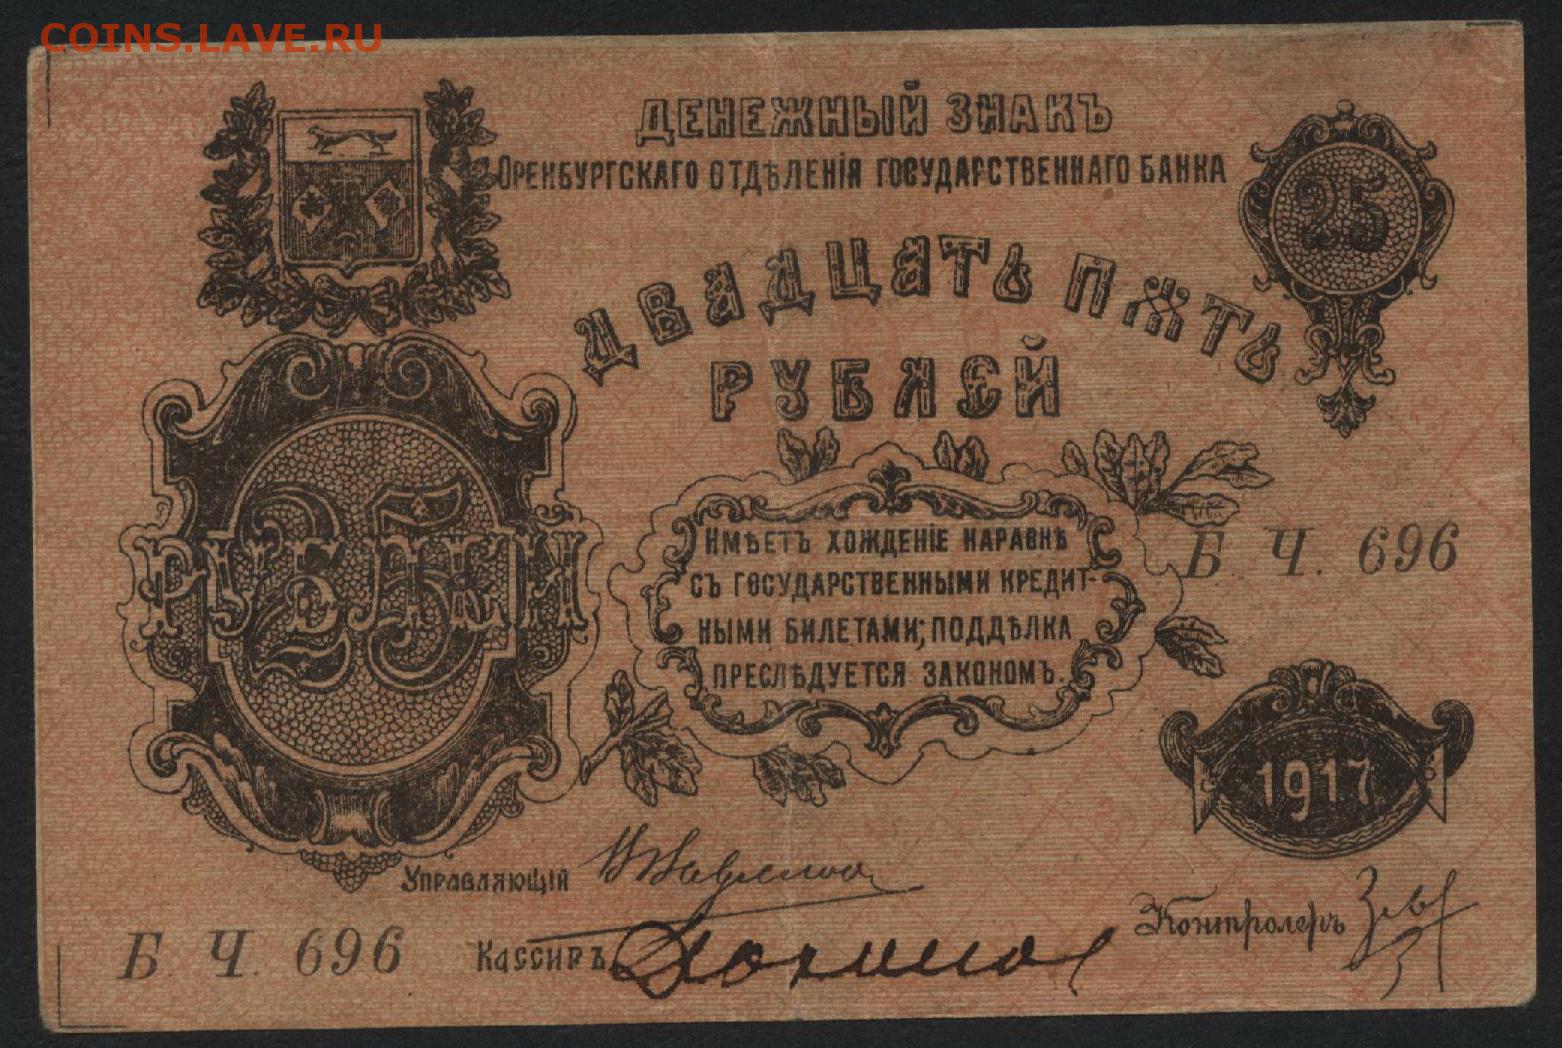 COINS.LAVE.RU
ДЕНЕЖНЫЙ ЗНАКЪ
ОРЕНБУРГСКАГО ОТДѢЛЕНІЯ ГОСУДАРСТВЕННАГО БАНКА
25
ДВАДЦАТЬ ПЯТЬ
РУБЛЕЙ
25
РУБЛЕЙ
ИМѢЕТЪ ХОЖДЕНІЕ НАРАВНѢ
СЪ ГОСУДАРСТВЕННЫМИ КРЕДИТ-
НЫМИ БИЛЕТАМИ; ПОДДѢЛКА
ПРЕСЛѢДУЕТСЯ ЗАКОНОМЪ.
Б. Ч. 696
1917
УПРАВЛЯЮЩІЙ
Контролеръ
Б. Ч. 696
КАССИРЪ